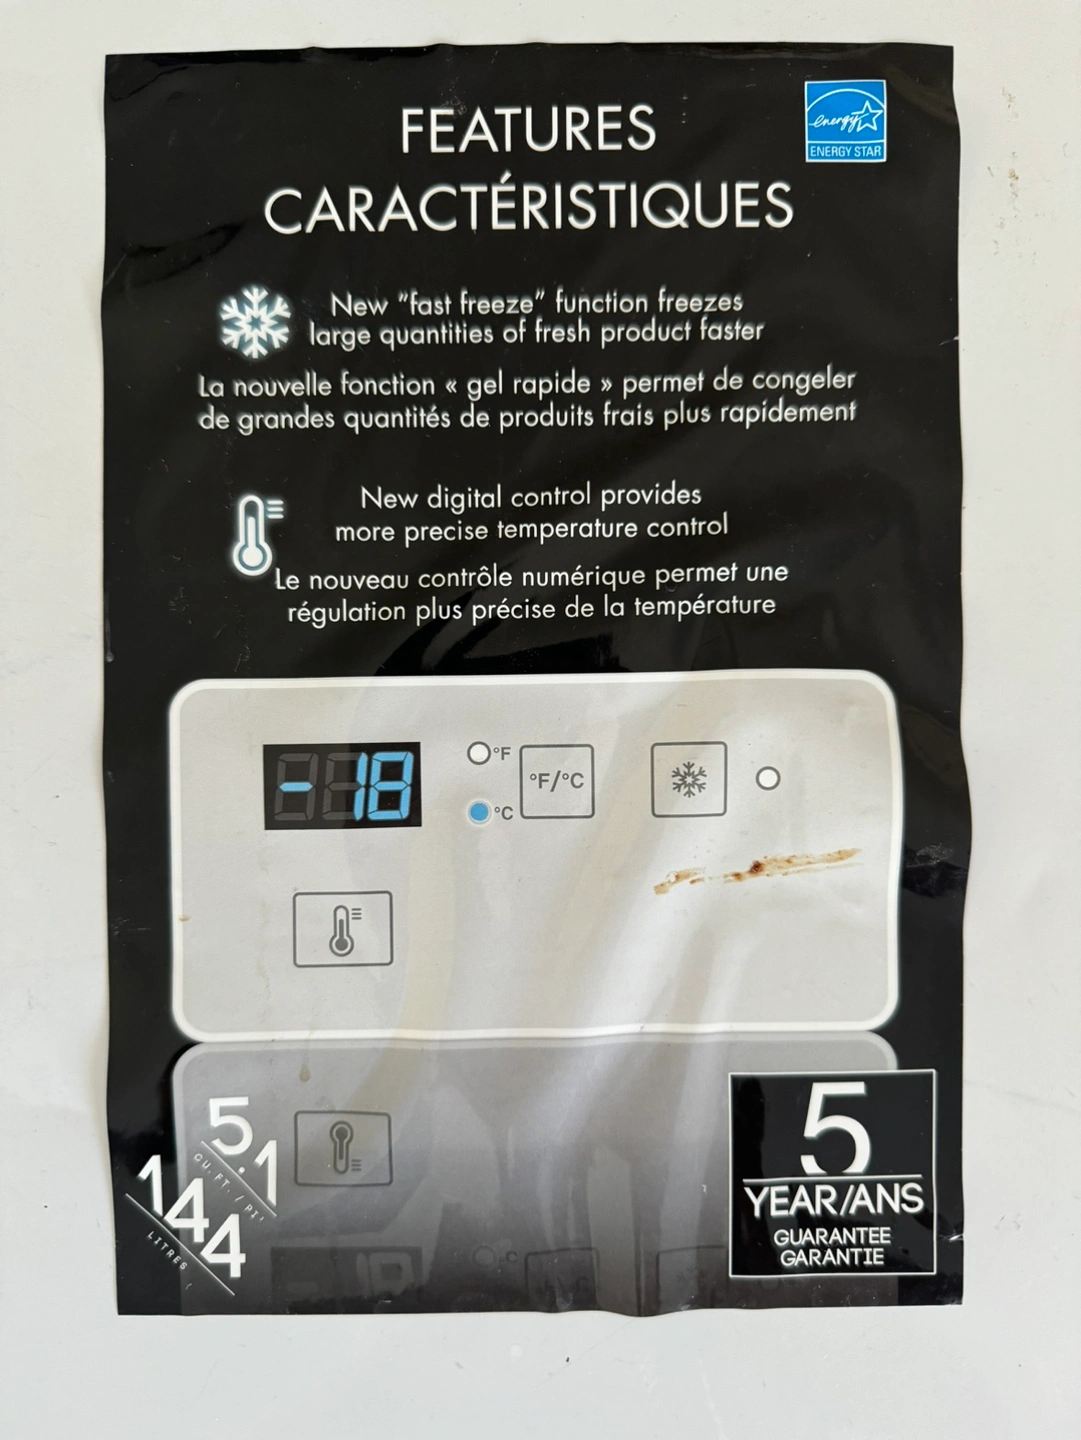 FEATURES
CARACTÉRISTIQUES
energy
ENERGY STAR
New "fast freeze" function freezes
large quantities of fresh product faster
La nouvelle fonction « gel rapide » permet de congeler
de grandes quantités de produits frais plus rapidement
New digital control provides
more precise temperature control
Le nouveau contrôle numérique permet une
régulation plus précise de la température
-18
°F
°C
°F/°C
5.1
CU. FT. / PI³
144
LITRES
5
YEAR/ANS
GUARANTEE
GARANTIE